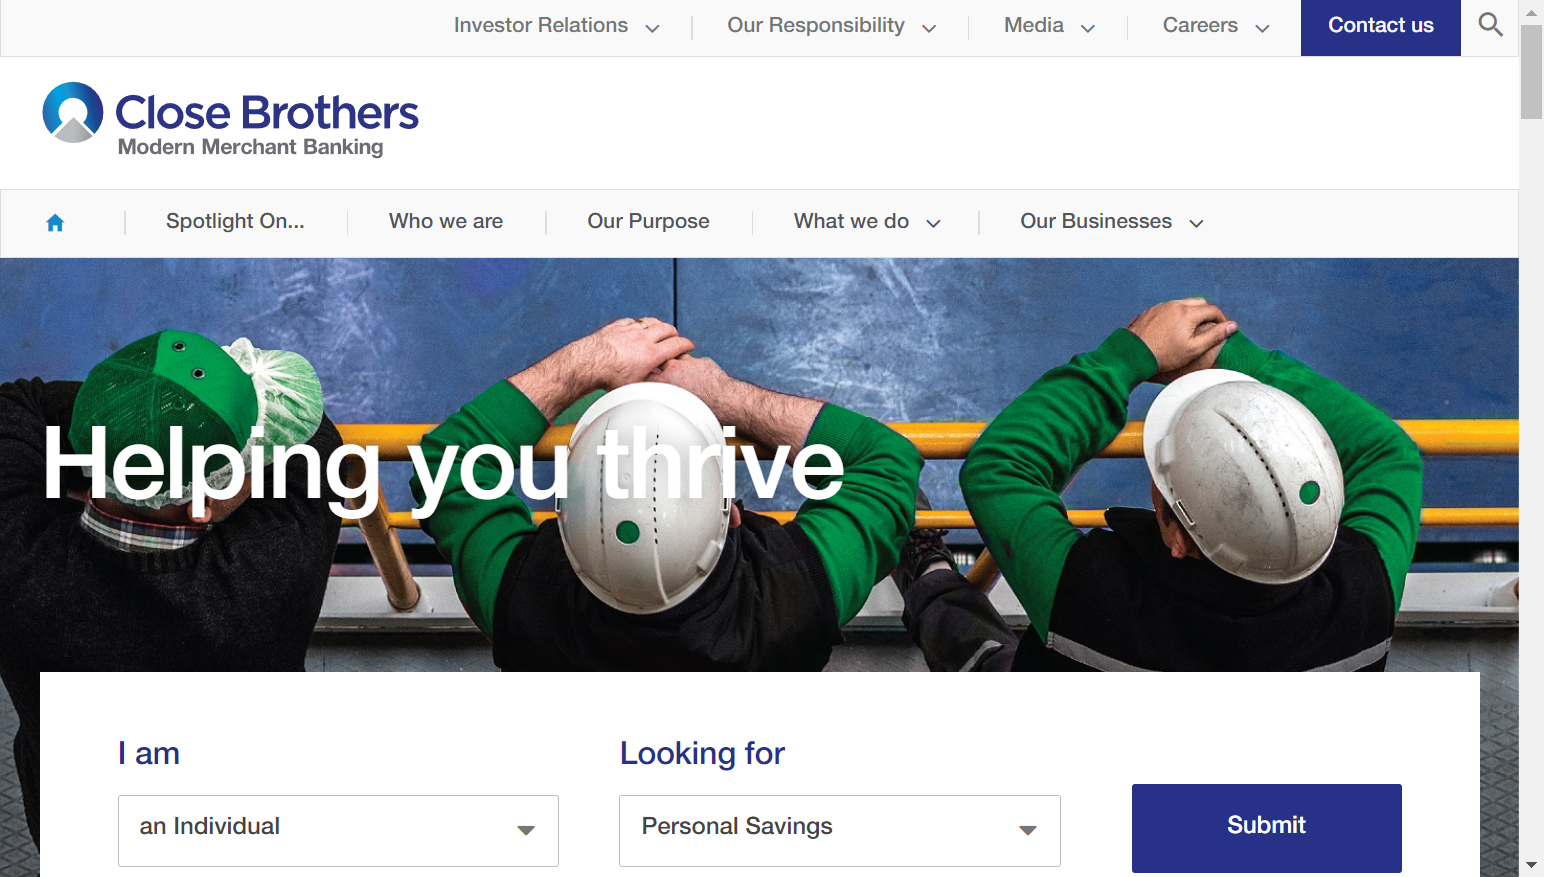 Investor Relations
Our Responsibility
Media
Careers
Contact us
Close Brothers
Modern Merchant Banking
Spotlight On...
Who we are
Our Purpose
What we do
Our Businesses
Helping you thrive
I am
Looking for
an Individual
Personal Savings
Submit